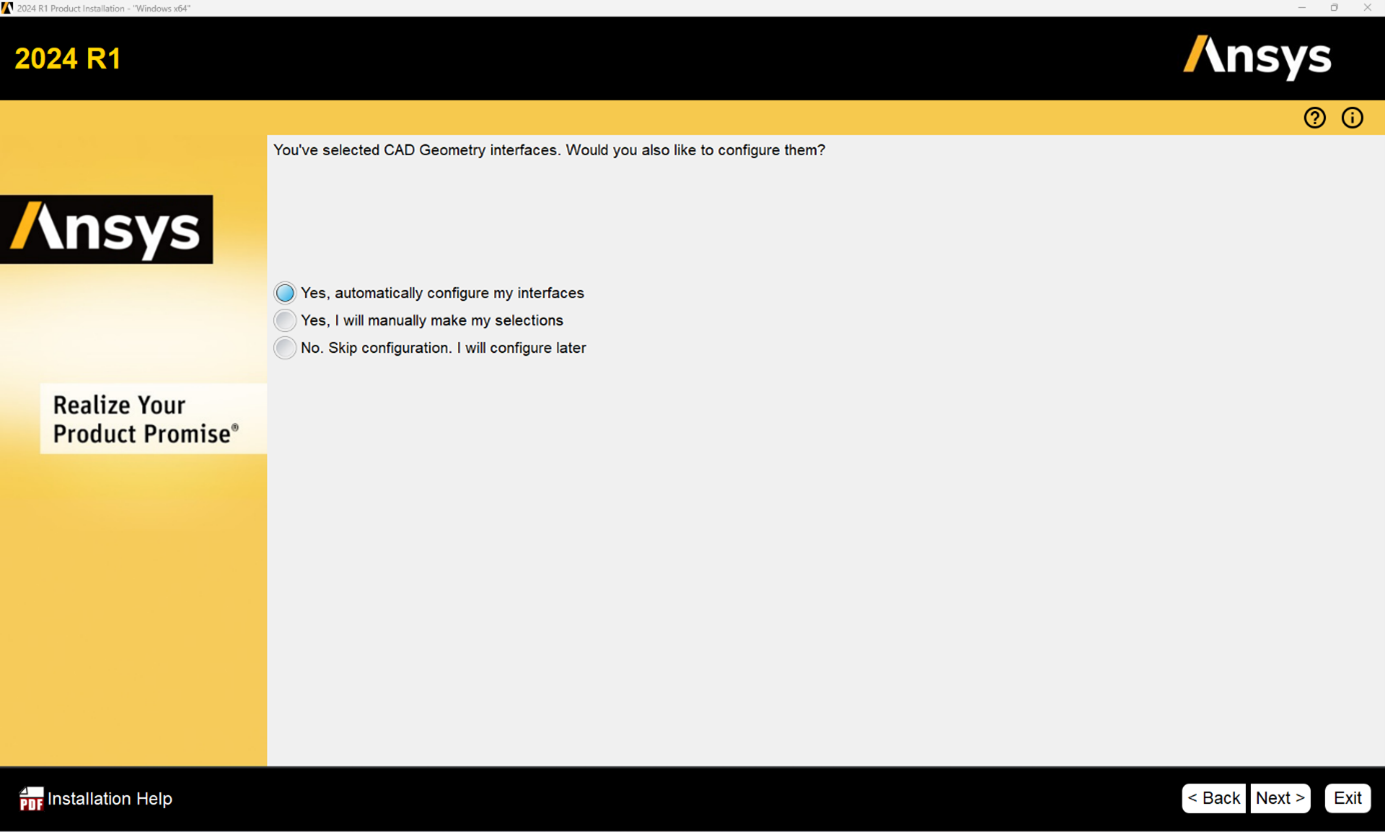 2024 R1 Product Installation - "Windows x64"
2024 R1
Ansys
You've selected CAD Geometry interfaces. Would you also like to configure them?
Ansys
Yes, automatically configure my interfaces
Yes, I will manually make my selections
No. Skip configuration. I will configure later
Realize Your
Product Promise®
PDF Installation Help
< Back Next > Exit